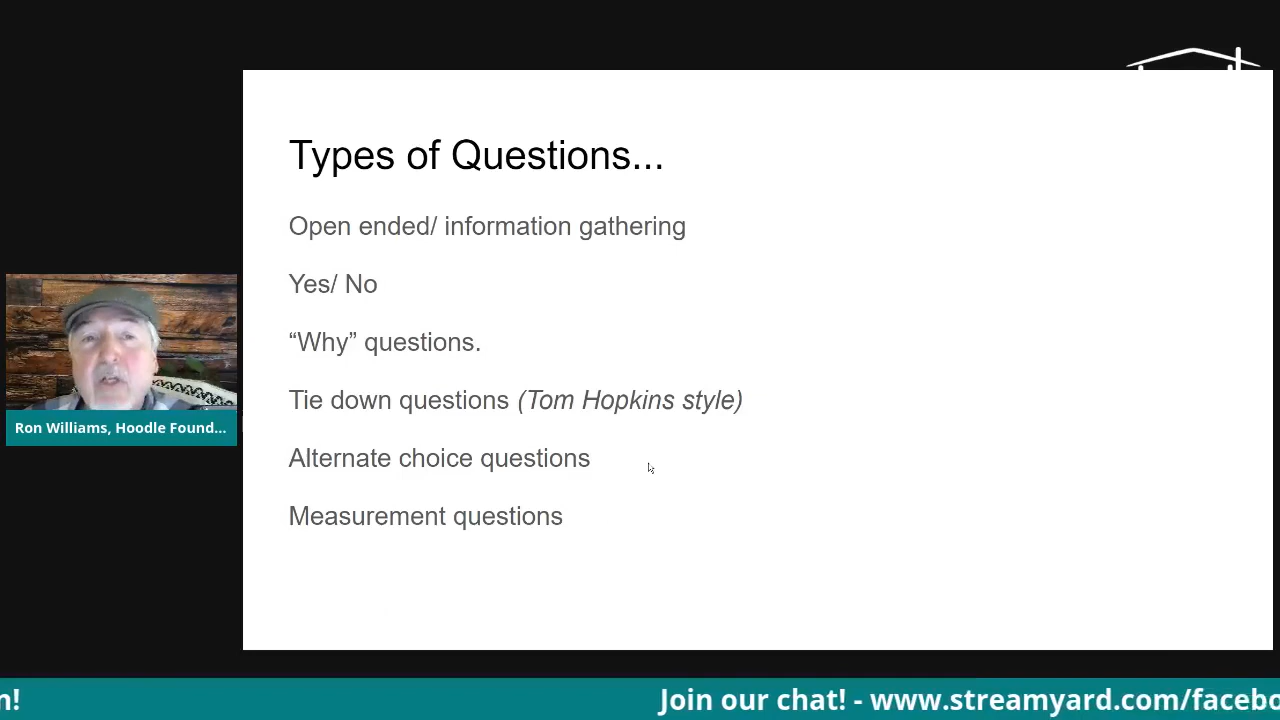 Types of Questions...
Open ended/ information gathering
Yes/ No
“Why” questions.
Tie down questions (Tom Hopkins style)
Alternate choice questions
Measurement questions
Ron Williams, Hoodle Found...
n!
Join our chat! - www.streamyard.com/facebo